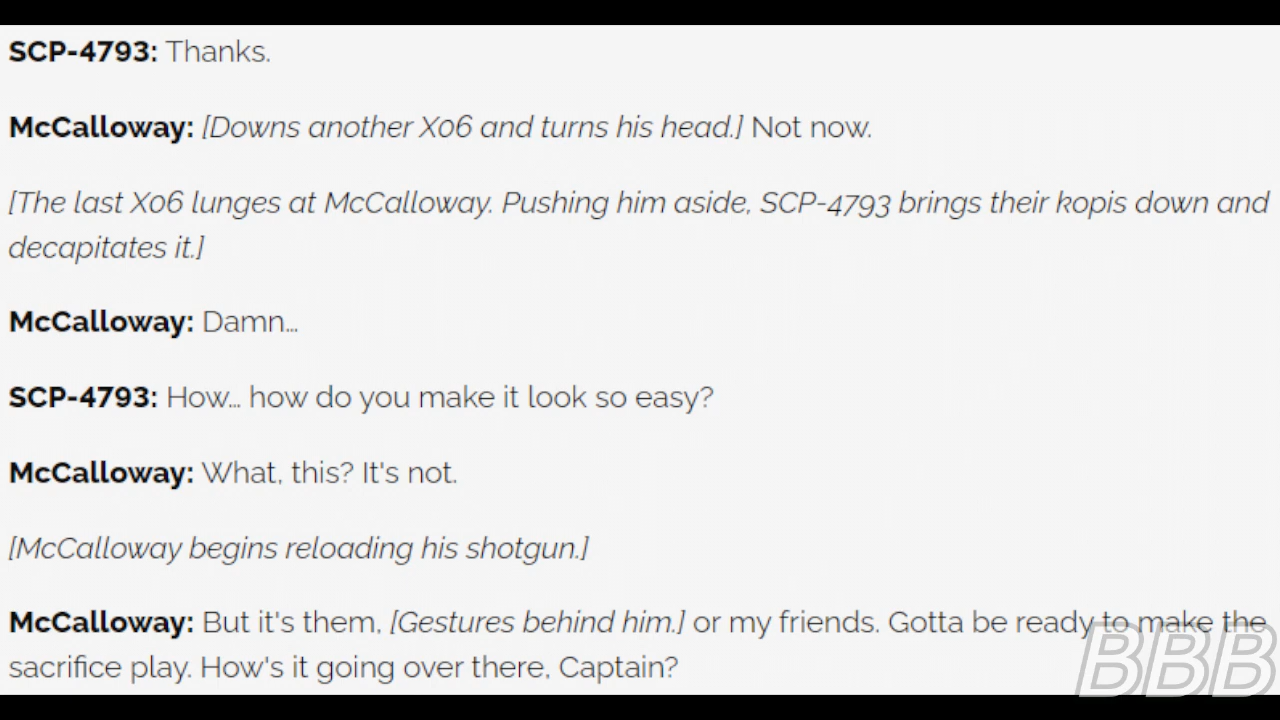 SCP-4793: Thanks.
McCalloway: [Downs another X06 and turns his head.] Not now.
[The last X06 lunges at McCalloway. Pushing him aside, SCP-4793 brings their kopis down and
decapitates it.]
McCalloway: Damn…
SCP-4793: How… how do you make it look so easy?
McCalloway: What, this? It's not.
[McCalloway begins reloading his shotgun.]
McCalloway: But it's them, [Gestures behind him.] or my friends. Gotta be ready to make the
sacrifice play. How's it going over there, Captain?
BBB